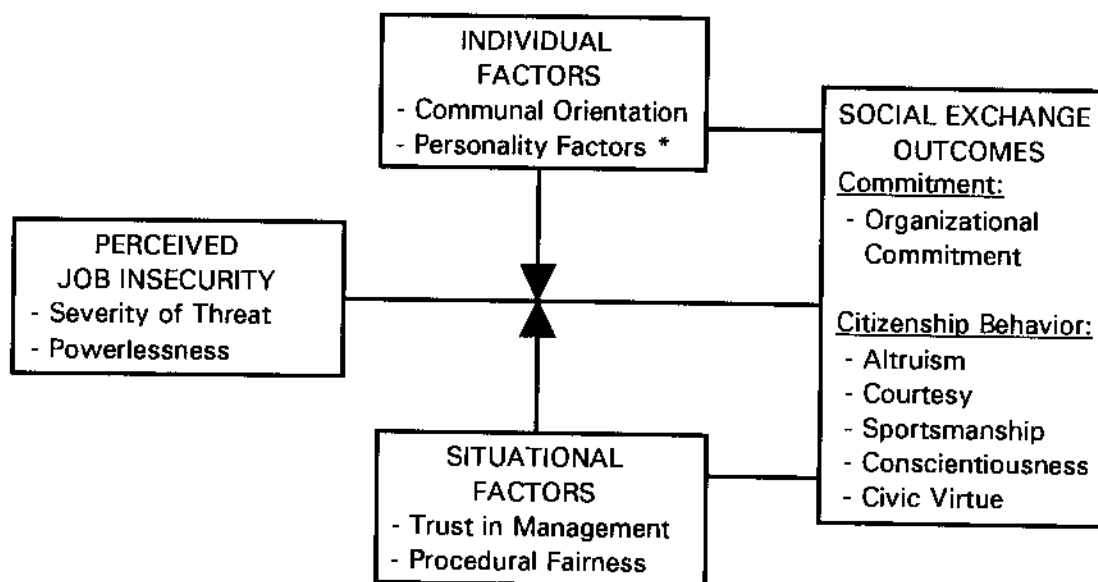 INDIVIDUAL
FACTORS
- Communal Orientation
- Personality Factors *
PERCEIVED
JOB INSECURITY
- Severity of Threat
- Powerlessness
SITUATIONAL
FACTORS
- Trust in Management
- Procedural Fairness
SOCIAL EXCHANGE
OUTCOMES
Commitment:
- Organizational
Commitment
Citizenship Behavior:
- Altruism
- Courtesy
- Sportsmanship
- Conscientiousness
- Civic Virtue